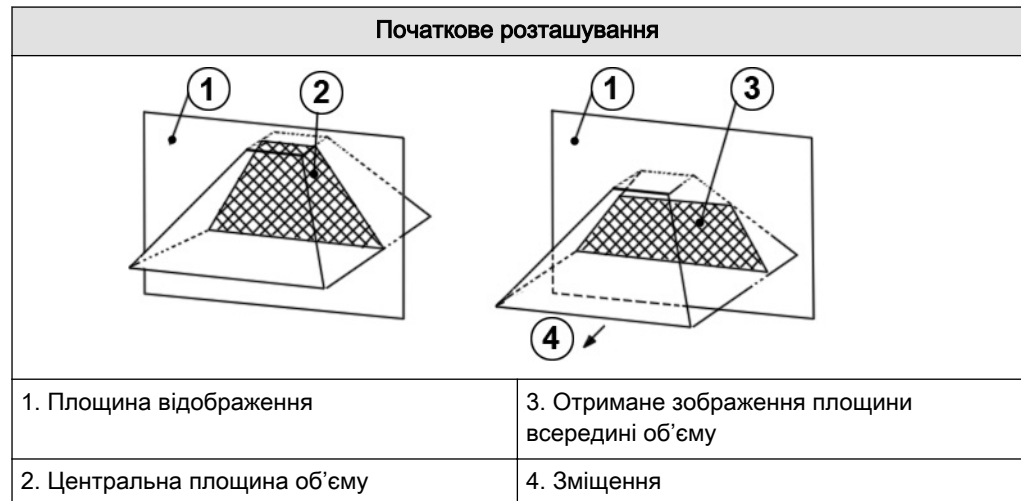 Початкове розташування
1
2
1
3
4
1. Площина відображення
3. Отримане зображення площини
всередині об’єму
2. Центральна площина об’єму
4. Зміщення